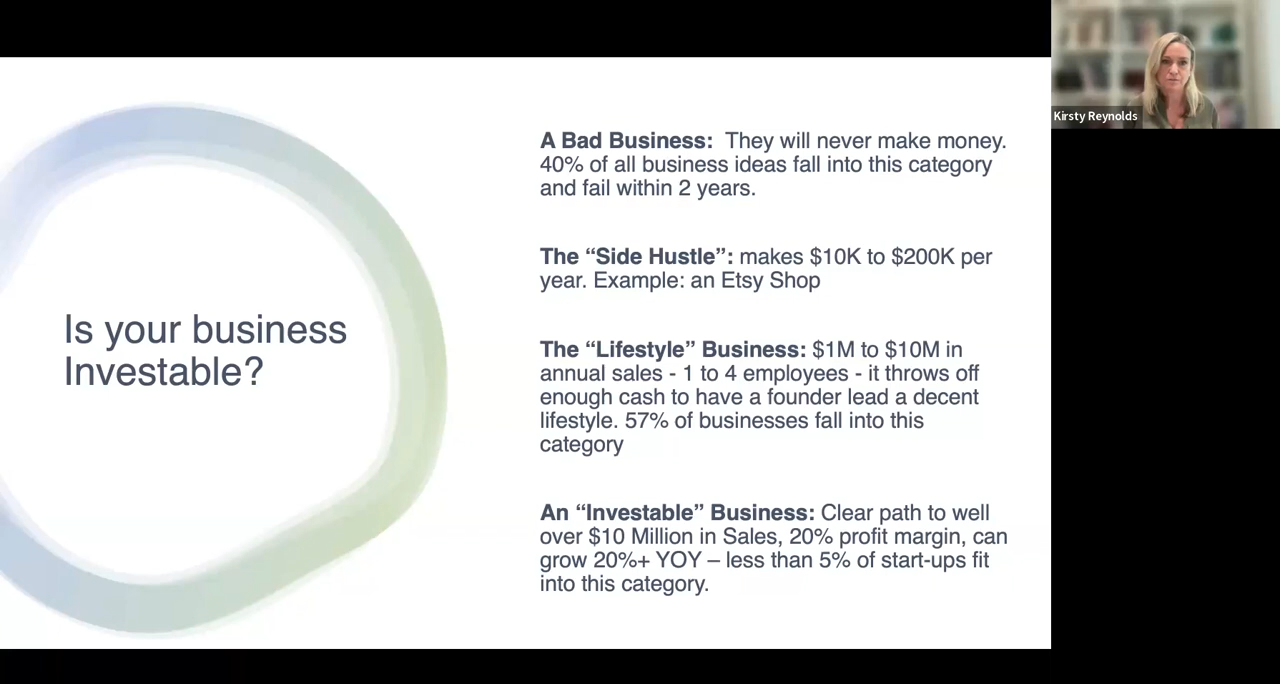 Is your business
Investable?
A Bad Business: They will never make money.
40% of all business ideas fall into this category
and fail within 2 years.
The “Side Hustle”: makes $10K to $200K per
year. Example: an Etsy Shop
The “Lifestyle” Business: $1M to $10M in
annual sales - 1 to 4 employees - it throws off
enough cash to have a founder lead a decent
lifestyle. 57% of businesses fall into this
category
An “Investable” Business: Clear path to well
over $10 Million in Sales, 20% profit margin, can
grow 20%+ YOY – less than 5% of start-ups fit
into this category.
Kirsty Reynolds